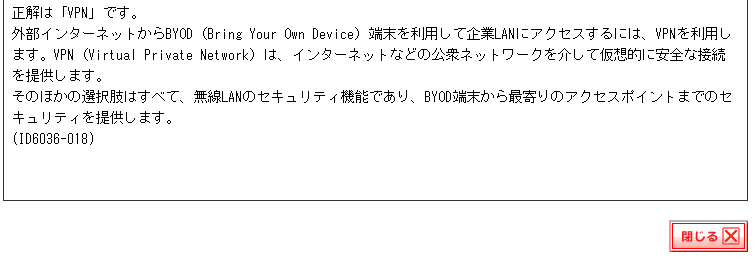 正解は「VPN」です。
外部インターネットからBYOD (Bring Your Own Device) 端末を利用して企業LANにアクセスするには、VPNを利用し
ます。VPN (Virtual Private Network) は、インターネットなどの公衆ネットワークを介して仮想的に安全な接続
を提供します。
そのほかの選択肢はすべて、無線LANのセキュリティ機能であり、BYOD端末から最寄りのアクセスポイントまでのセ
キュリティを提供します。
(ID6036-018)
閉じる